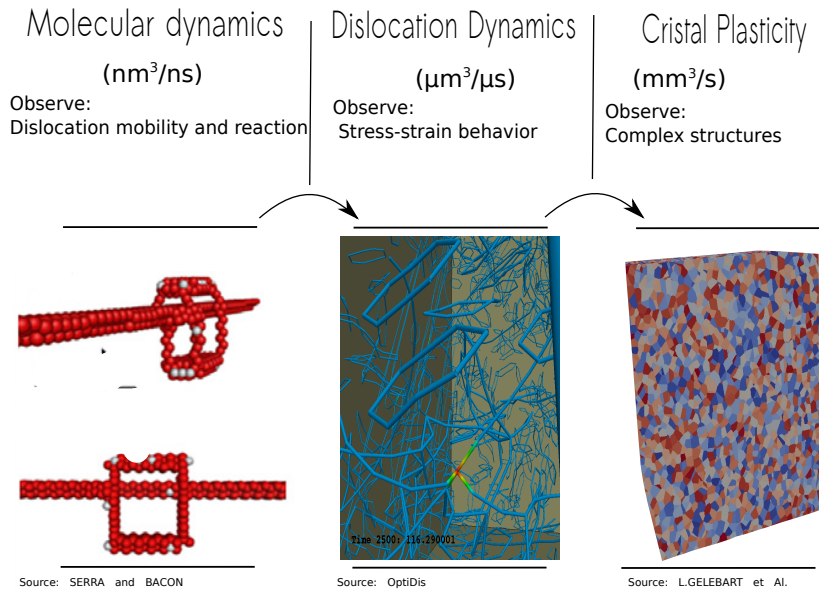 Molecular dynamics
(nm³/ns)
Observe:
Dislocation mobility and reaction
Dislocation Dynamics
(μm³/μs)
Observe:
Stress-strain behavior
Cristal Plasticity
(mm³/s)
Observe:
Complex structures
Time 2500: 116.290001
Source: SERRA and BACON
Source: OptiDis
Source: L.GELEBART et Al.